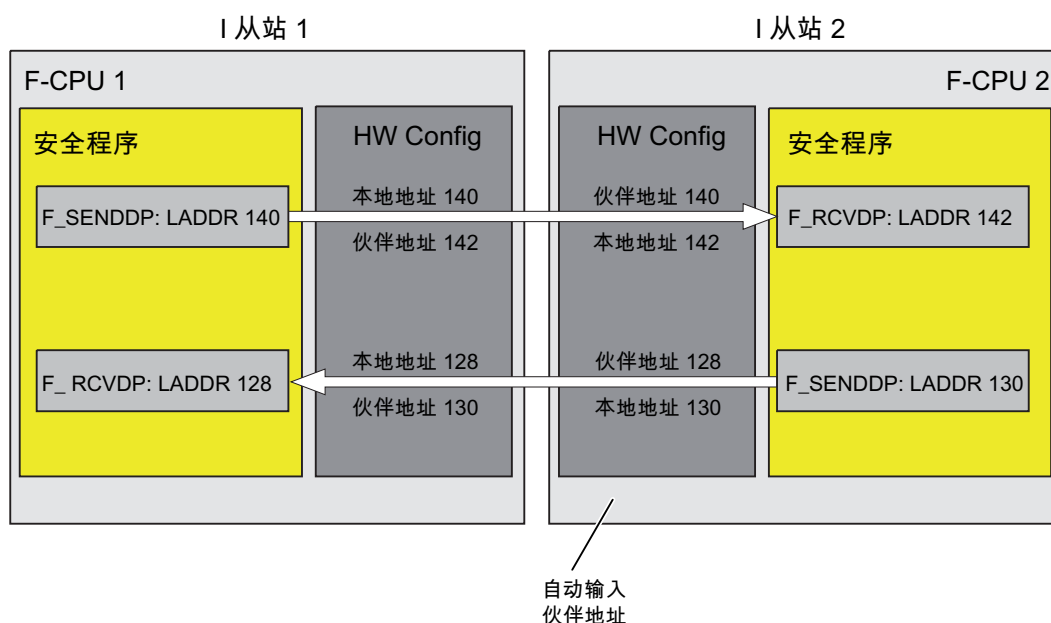 I 从站 1
I 从站 2
F-CPU 1
F-CPU 2
安全程序
HW Config
HW Config
安全程序
F_SENDDP: LADDR 140
本地地址 140
伙伴地址 142
伙伴地址 140
本地地址 142
F_RCVDP: LADDR 142
F_ RCVDP: LADDR 128
本地地址 128
伙伴地址 130
伙伴地址 128
本地地址 130
F_SENDDP: LADDR 130
自动输入
伙伴地址